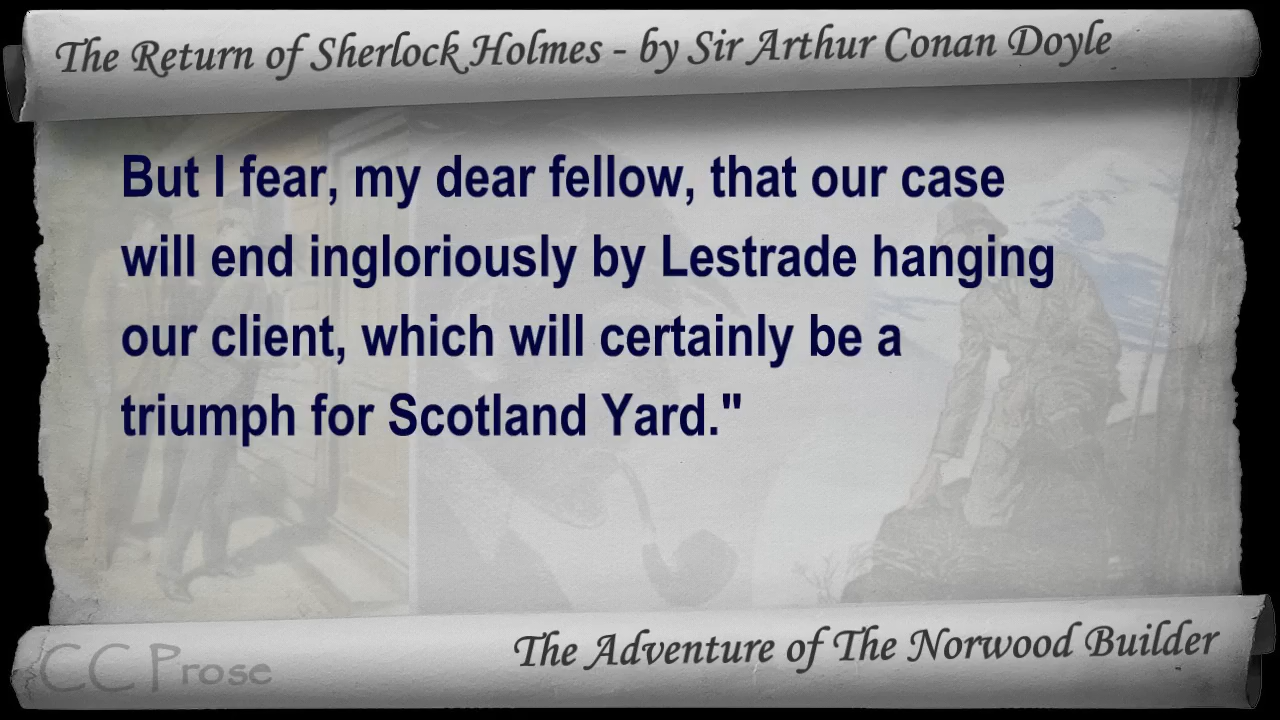 The Return of Sherlock Holmes - by Sir Arthur Conan Doyle
But I fear, my dear fellow, that our case
will end ingloriously by Lestrade hanging
our client, which will certainly be a
triumph for Scotland Yard."
The Adventure of The Norwood Builder
CC Prose